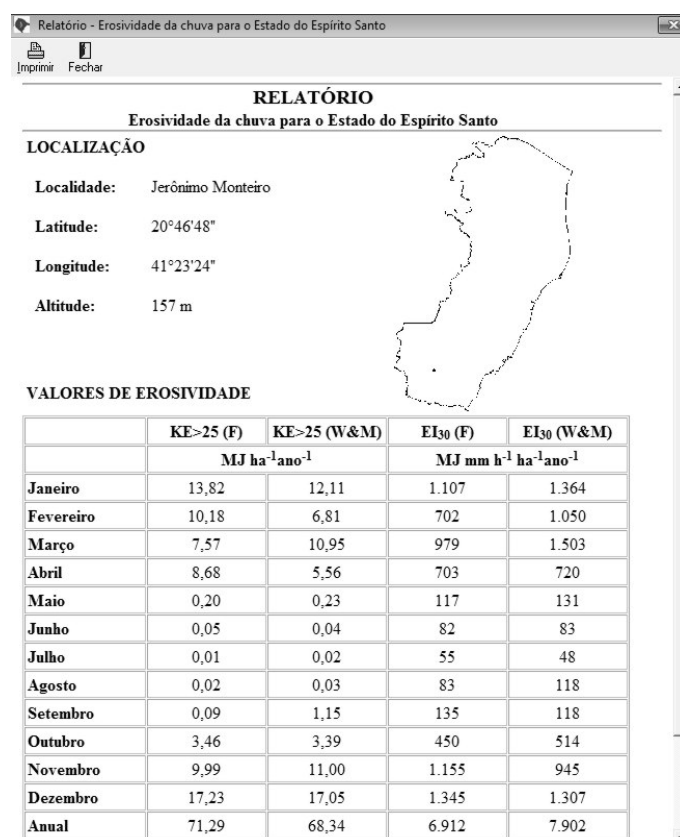 Relatório - Erosividade da chuva para o Estado do Espírito Santo
Imprimir Fechar
RELATÓRIO
Erosividade da chuva para o Estado do Espírito Santo
LOCALIZAÇÃO
Localidade: Jerônimo Monteiro
Latitude: 20°46'48"
Longitude: 41°23'24"
Altitude: 157 m
VALORES DE EROSIVIDADE
KE>25 (F) KE>25 (W&M) EI30 (F) EI30 (W&M)
MJ ha-1ano-1 MJ mm h-1 ha-1ano-1
Janeiro 13,82 12,11 1.107 1.364
Fevereiro 10,18 6,81 702 1.050
Março 7,57 10,95 979 1.503
Abril 8,68 5,56 703 720
Maio 0,20 0,23 117 131
Junho 0,05 0,04 82 83
Julho 0,01 0,02 55 48
Agosto 0,02 0,03 83 118
Setembro 0,09 1,15 135 118
Outubro 3,46 3,39 450 514
Novembro 9,99 11,00 1.155 945
Dezembro 17,23 17,05 1.345 1.307
Anual 71,29 68,34 6.912 7.902